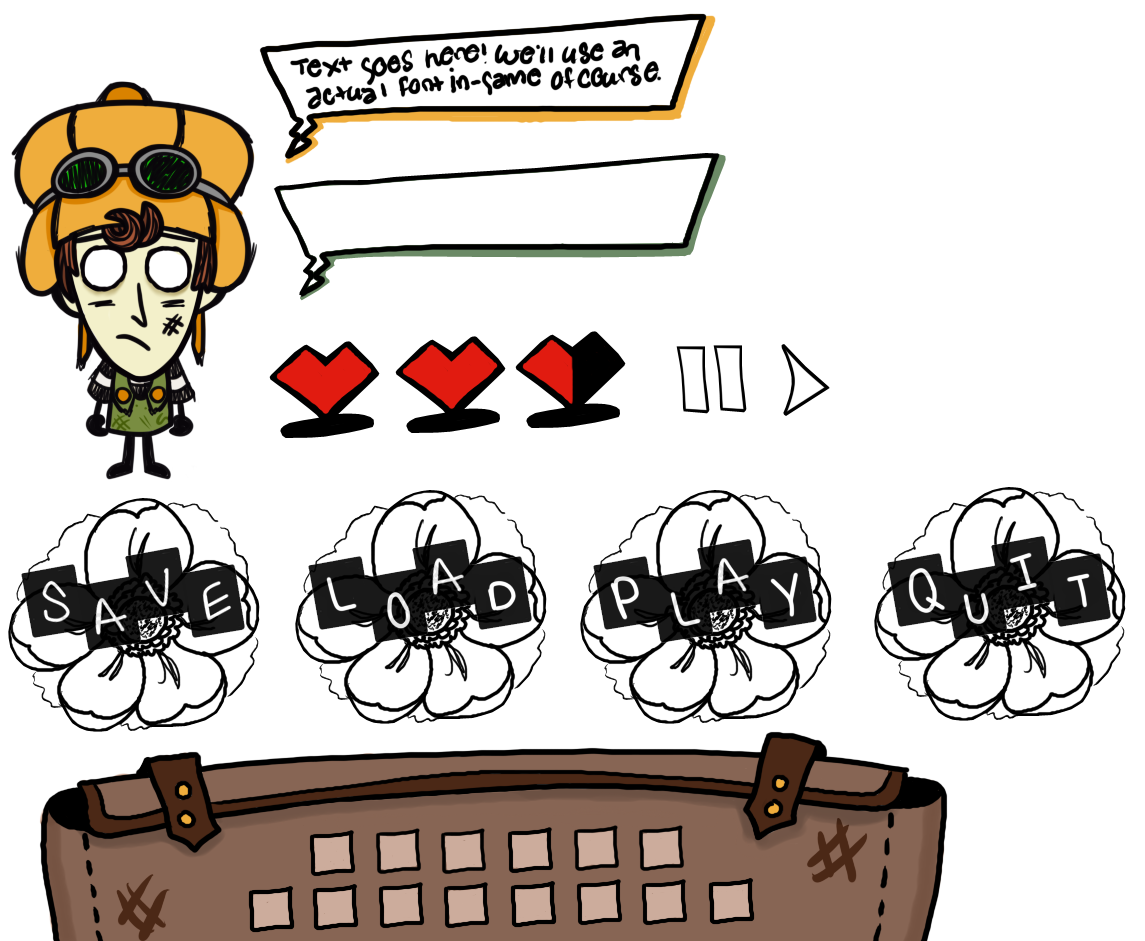 Text goes here! We'll use an
actual font in-game of course.
SAVE
LOAD
PLAY
QUIT